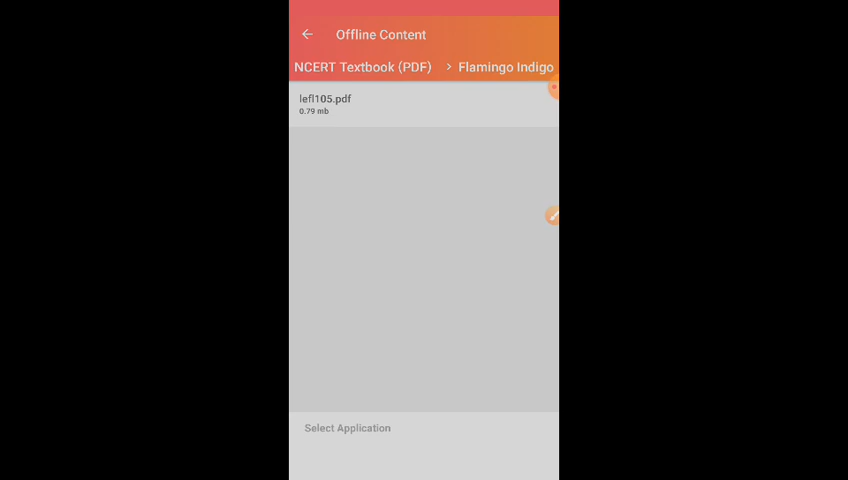 Offline Content
NCERT Textbook (PDF) > Flamingo Indigo
lefl105.pdf
0.79 mb
Select Application